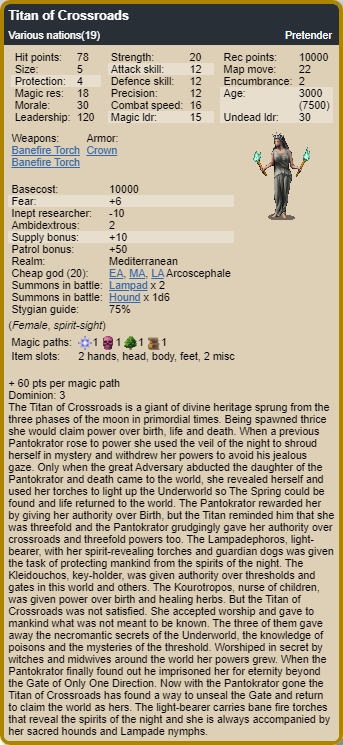 Titan of Crossroads
Various nations(19) Pretender
Hit points: 78 Strength: 20 Rec points: 10000
Size: 5 Attack skill: 12 Map move: 22
Protection: 4 Defence skill: 12 Encumbrance: 2
Magic res: 18 Precision: 12 Age: 3000
Morale: 30 Combat speed: 16 (7500)
Leadership: 120 Magic ldr: 15 Undead ldr: 30
Weapons: Armor:
Banefire Torch Crown
Banefire Torch
Basecost: 10000
Fear: +6
Inept researcher: -10
Ambidextrous: 2
Supply bonus: +10
Patrol bonus: +50
Realm: Mediterranean
Cheap god (20): EA, MA, LA Arcoscephale
Summons in battle: Lampad x 2
Summons in battle: Hound x 1d6
Stygian guide: 75%
(Female, spirit-sight)
Magic paths: 1 1 1 1
Item slots: 2 hands, head, body, feet, 2 misc
+ 60 pts per magic path
Dominion: 3
The Titan of Crossroads is a giant of divine heritage sprung from the
three phases of the moon in primordial times. Being spawned thrice
she would claim power over birth, life and death. When a previous
Pantokrator rose to power she used the veil of the night to shroud
herself in mystery and withdrew her powers to avoid his jealous
gaze. Only when the great Adversary abducted the daughter of the
Pantokrator and death came to the world, she revealed herself and
used her torches to light up the Underworld so The Spring could be
found and life returned to the world. The Pantokrator rewarded her
by giving her authority over Birth, but the Titan reminded him that she
was threefold and the Pantokrator grudgingly gave her authority over
crossroads and threefold powers too. The Lampadephoros, light-
bearer, with her spirit-revealing torches and guardian dogs was given
the task of protecting mankind from the spirits of the night. The
Kleidouchos, key-holder, was given authority over thresholds and
gates in this world and others. The Kourotropos, nurse of children,
was given power over birth and healing herbs. But the Titan of
Crossroads was not satisfied. She accepted worship and gave to
mankind what was not meant to be known. The three of them gave
away the necromantic secrets of the Underworld, the knowledge of
poisons and the mysteries of the threshold. Worshiped in secret by
witches and midwives around the world her powers grew. When the
Pantokrator finally found out he imprisoned her for eternity beyond
the Gate of Only One Direction. Now with the Pantokrator gone the
Titan of Crossroads has found a way to unseal the Gate and return
to claim the world as hers. The light-bearer carries bane fire torches
that reveal the spirits of the night and she is always accompanied by
her sacred hounds and Lampade nymphs.